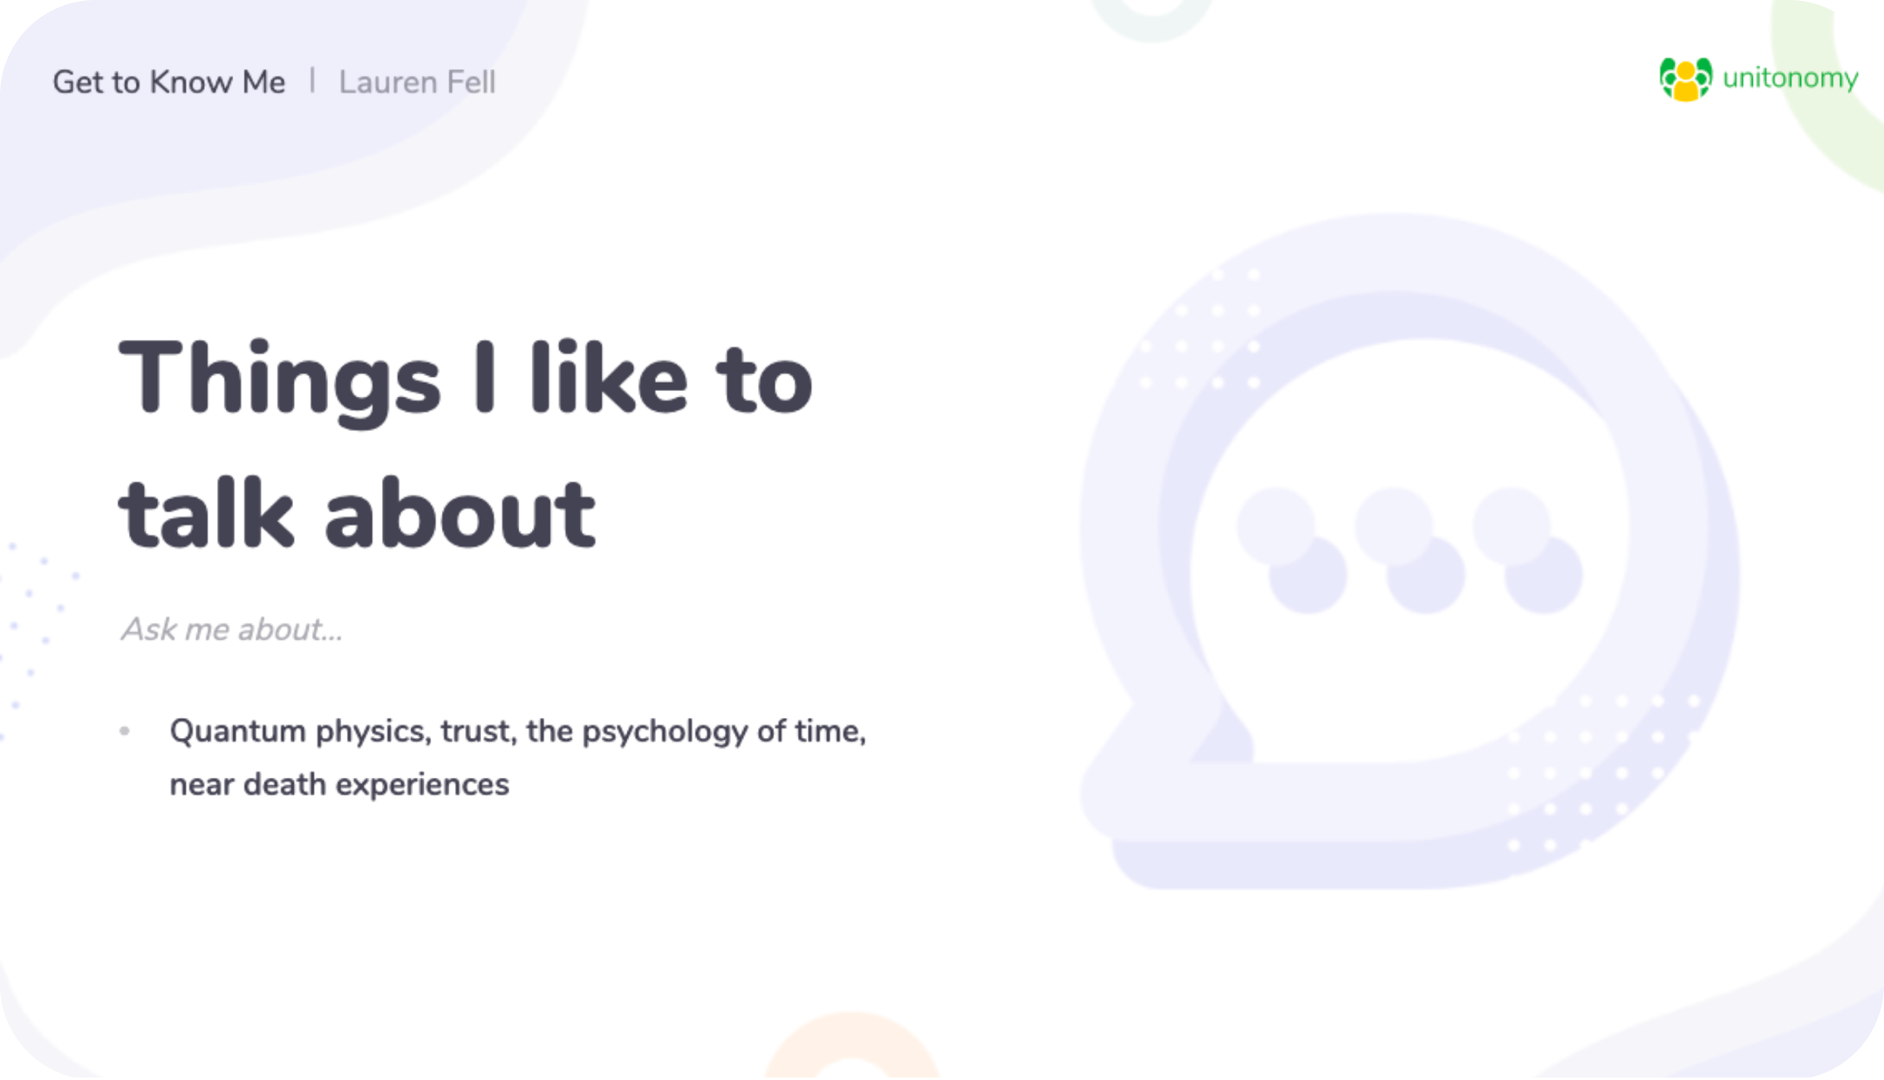 Get to Know Me | Lauren Fell
unitonomy
Things I like to
talk about
Ask me about...
• Quantum physics, trust, the psychology of time,
near death experiences